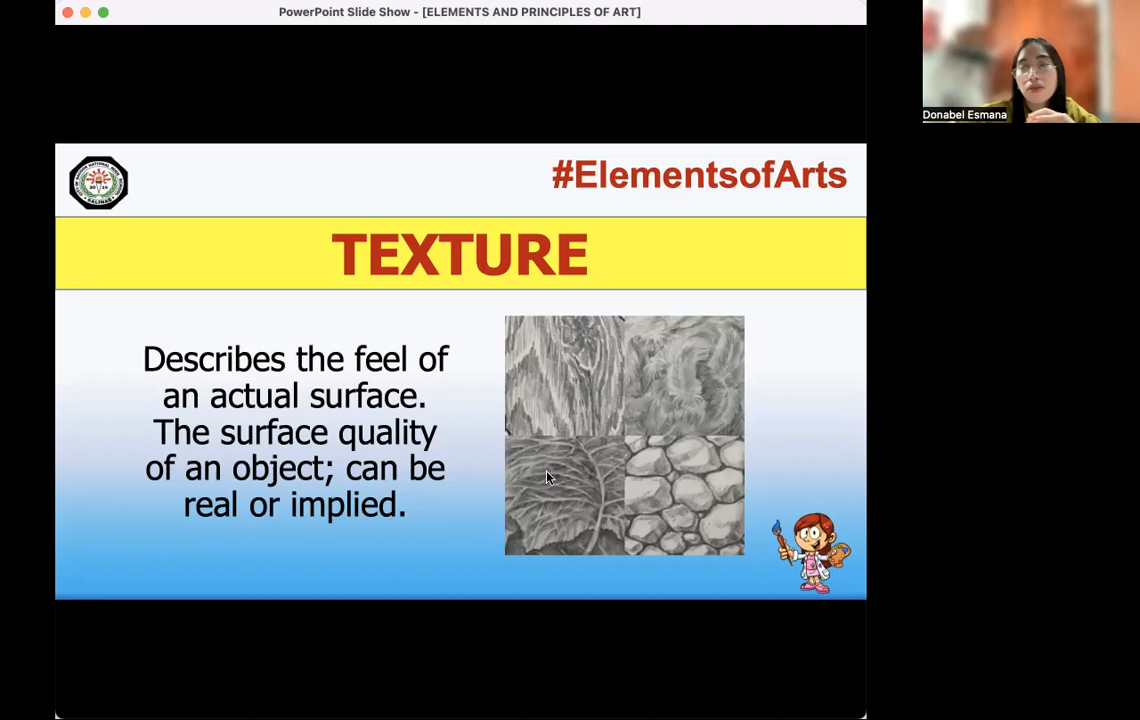 PowerPoint Slide Show - [ELEMENTS AND PRINCIPLES OF ART]
Donabel Esmana
#ElementsofArts
TEXTURE
Describes the feel of
an actual surface.
The surface quality
of an object; can be
real or implied.
SALINAS